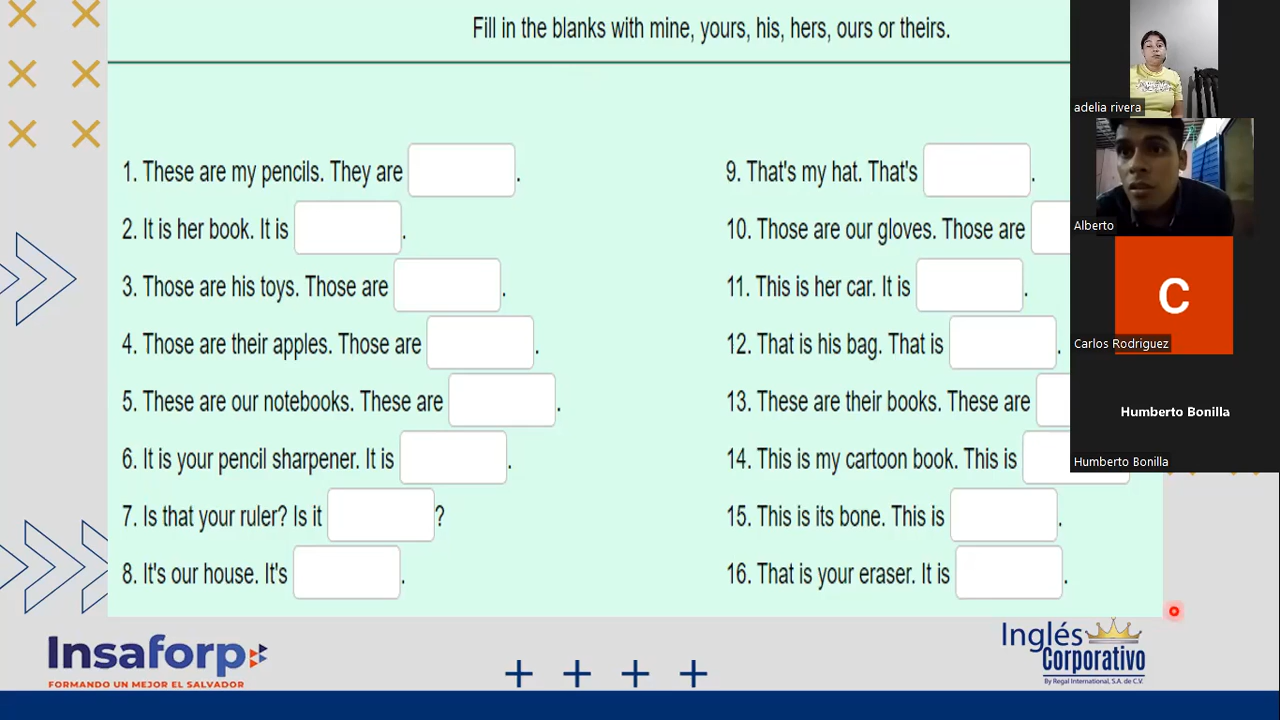 Fill in the blanks with mine, yours, his, hers, ours or theirs.
1. These are my pencils. They are .
2. It is her book. It is .
3. Those are his toys. Those are .
4. Those are their apples. Those are .
5. These are our notebooks. These are .
6. It is your pencil sharpener. It is .
7. Is that your ruler? Is it ?
8. It's our house. It's .
9. That's my hat. That's .
10. Those are our gloves. Those are
11. This is her car. It is .
12. That is his bag. That is .
13. These are their books. These are
14. This is my cartoon book. This is
15. This is its bone. This is .
16. That is your eraser. It is .
adelia rivera
Alberto
C
Carlos Rodriguez
Humberto Bonilla
Humberto Bonilla
Insaforp
FORMANDO UN MEJOR EL SALVADOR
Inglés
Corporativo
By Regal International, S.A. de C.V.